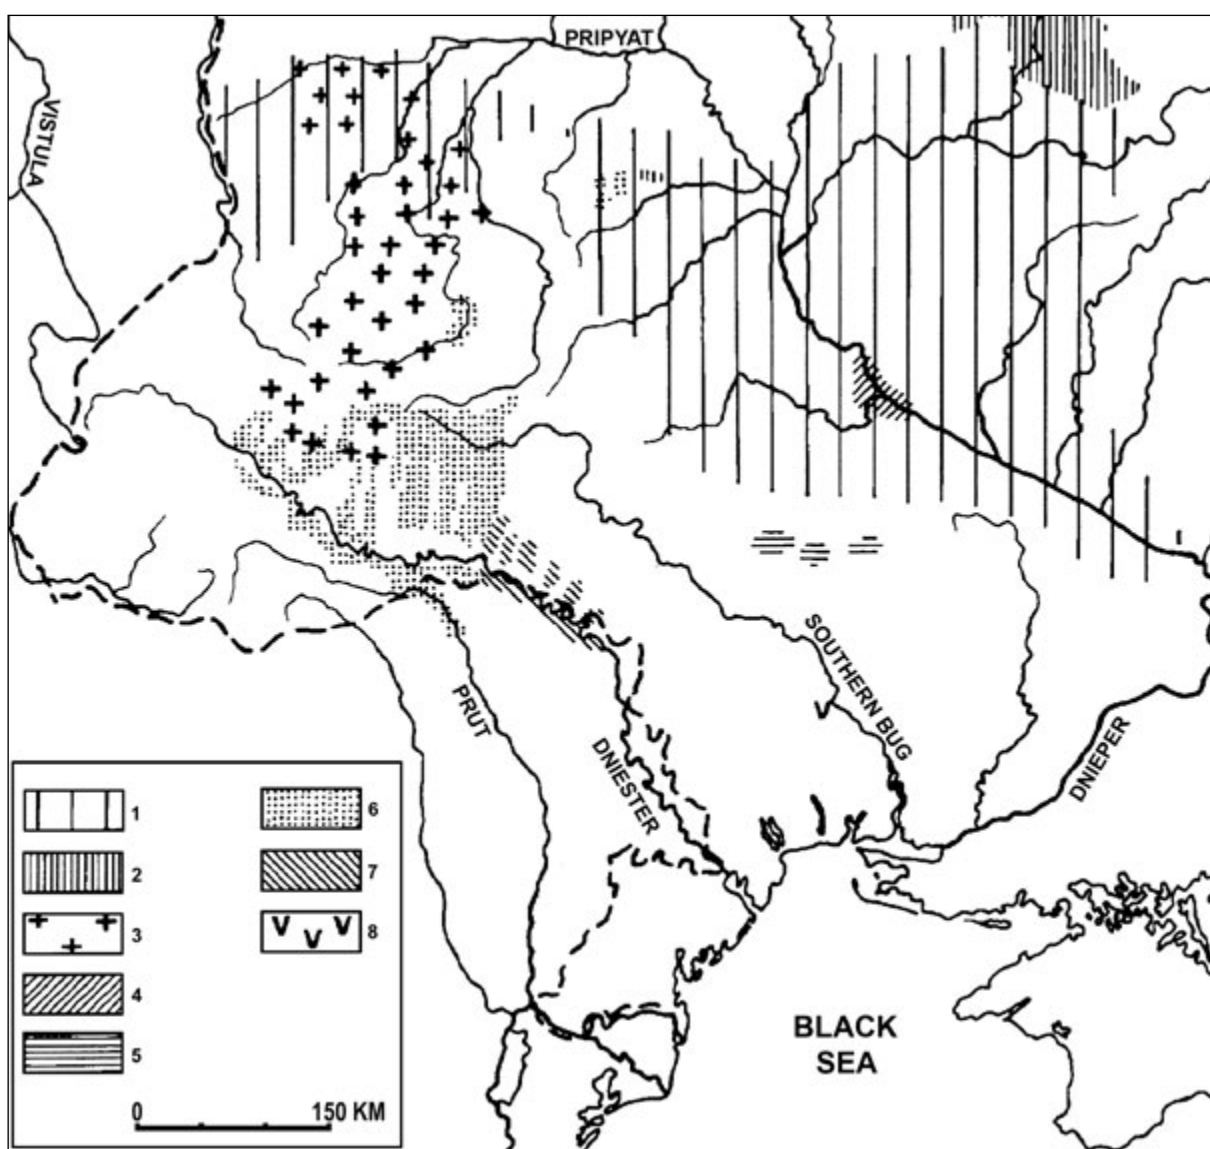 PRIPYAT
VISTULA
SOUTHERN BUG
PRUT
DNIESTER
DNIEPER
BLACK
SEA
1
2
3
4
5
6
7
8
0 150 KM